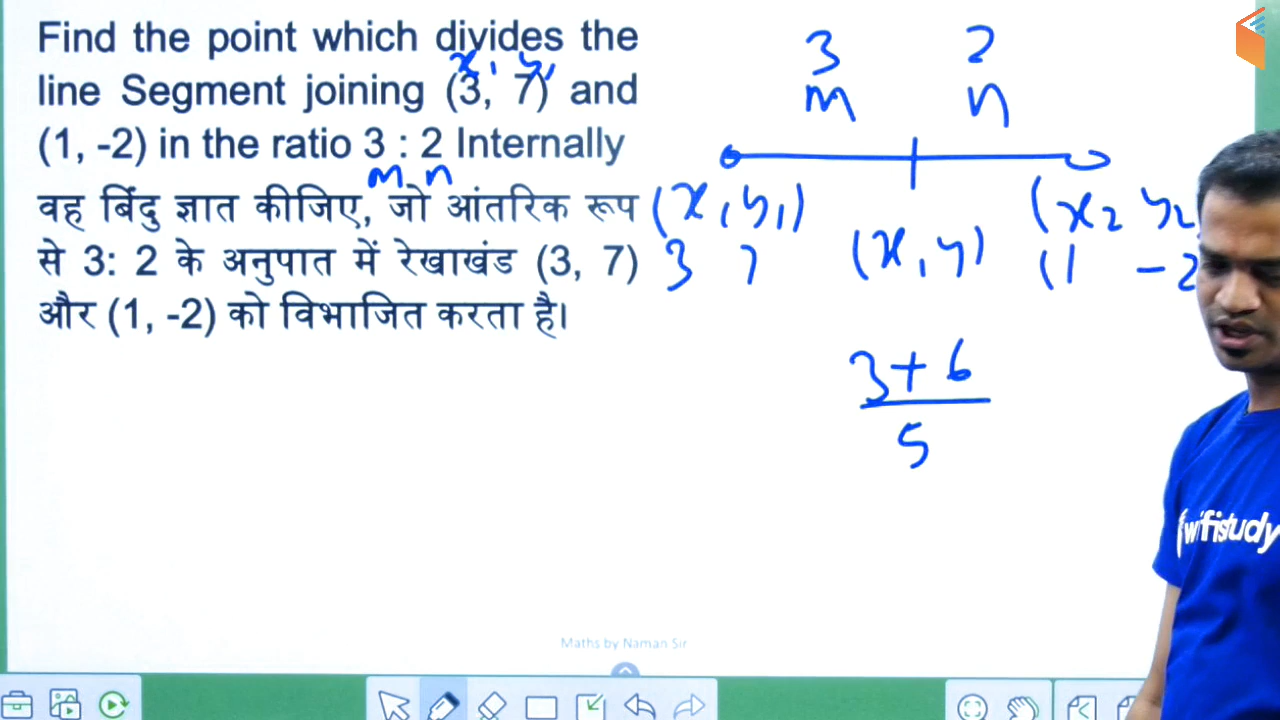 Find the point which divides the
line Segment joining (3, 7) and
(1, -2) in the ratio 3 : 2 Internally
वह बिंदु ज्ञात कीजिए, जो आंतरिक रूप
से 3: 2 के अनुपात में रेखाखंड (3, 7)
और (1, -2) को विभाजित करता है।
x1 y1
m n
3 2
m n
(x1 y1) (x, y) (x2 y2
3 7 (1 -2
3+6
5
wifistudy
Maths by Naman Sir